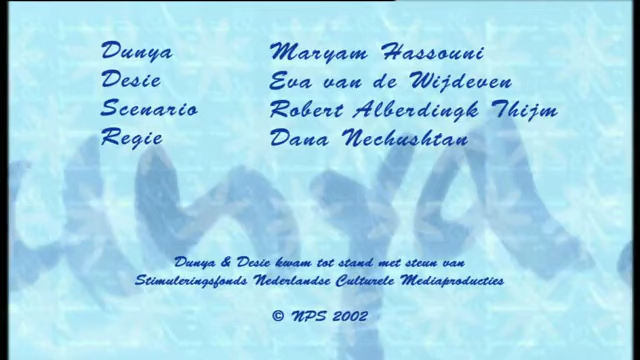 Dunya Maryam Hassouni
Desie Eva van de Wijdeven
Scenario Robert Alberdingk Thijm
Regie Dana Nechushtan
unya
Dunya & Desie kwam tot stand met steun van
Stimuleringsfonds Nederlandse Culturele Mediaproducties
© NPS 2002